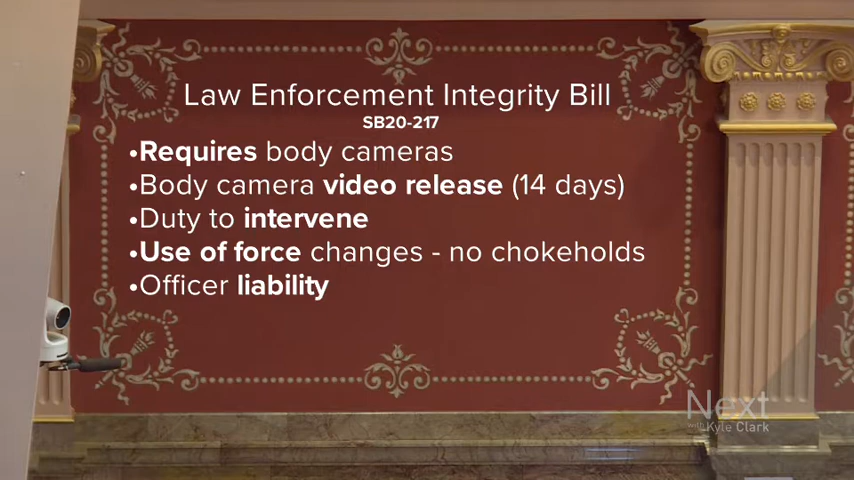 Law Enforcement Integrity Bill
SB20-217
•Requires body cameras
•Body camera video release (14 days)
•Duty to intervene
•Use of force changes - no chokeholds
•Officer liability
Next
with Kyle Clark